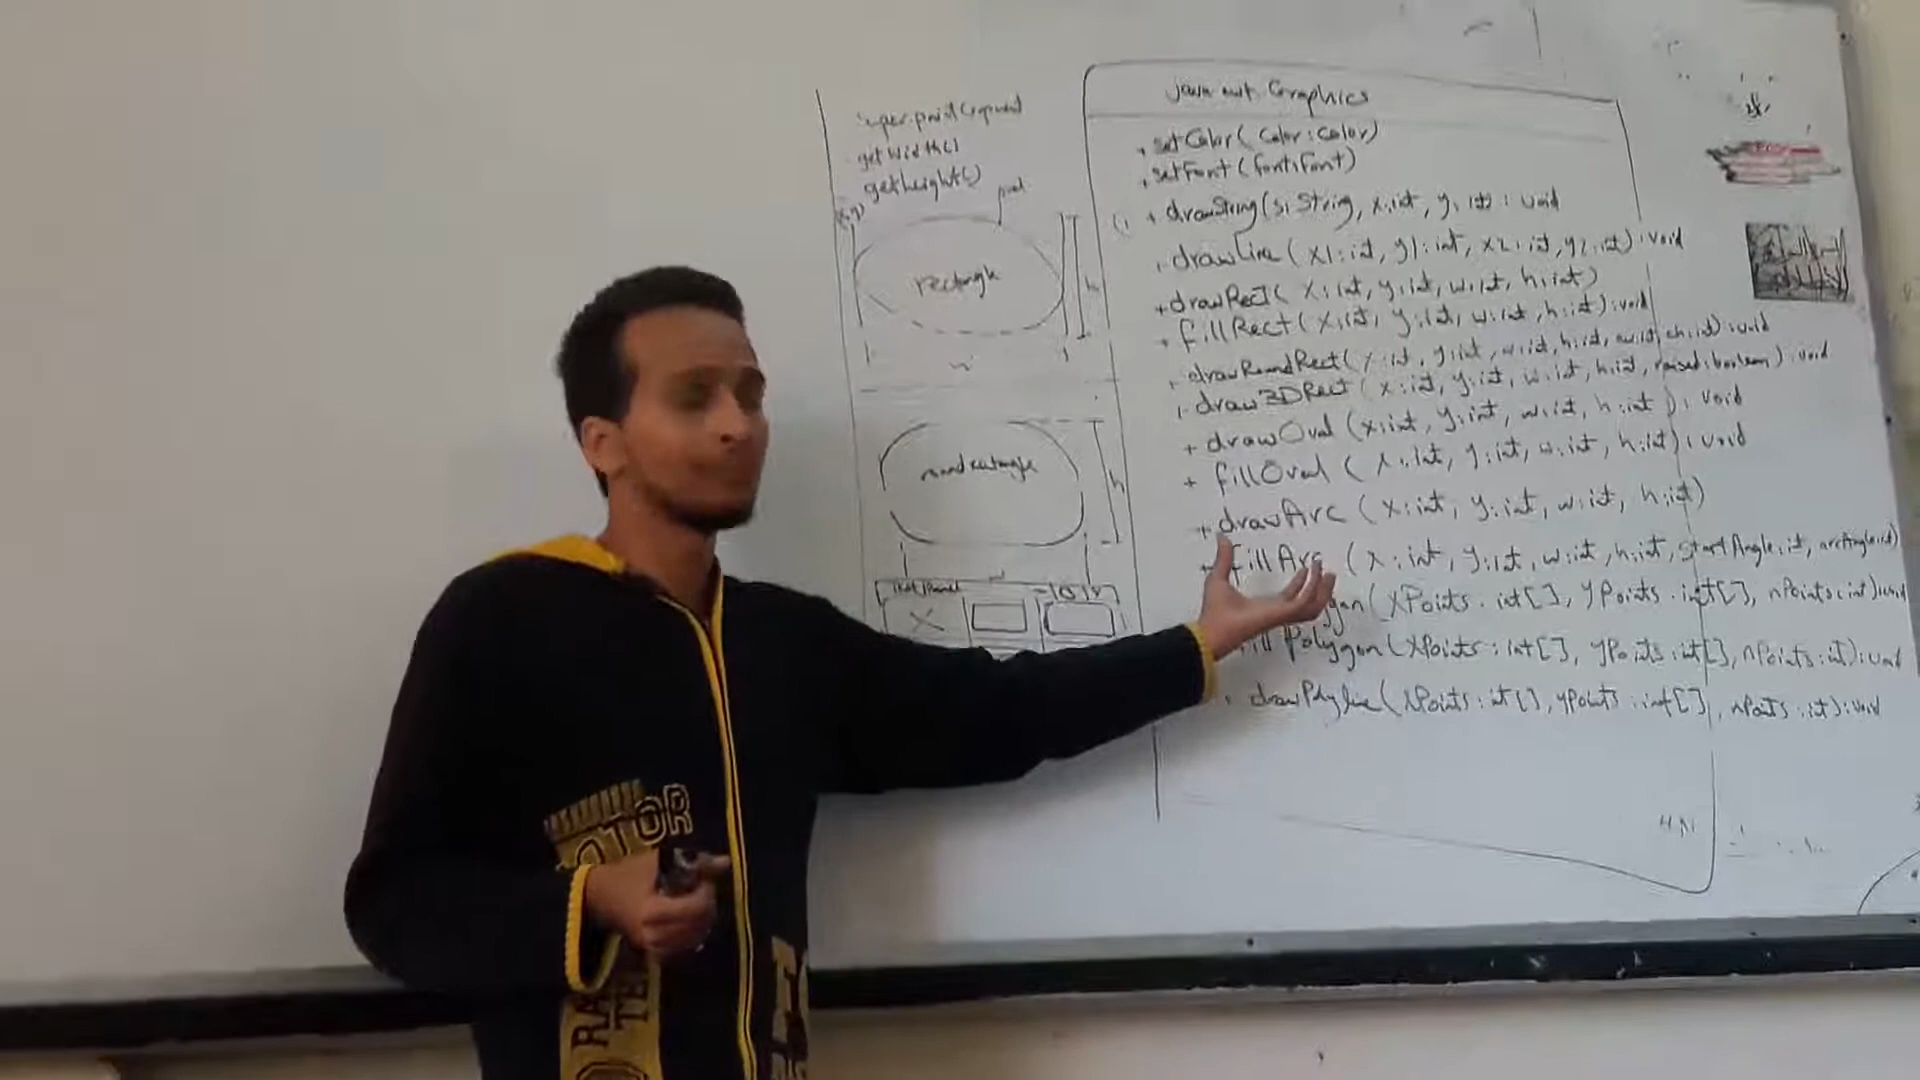 super.paintComponent
getWidth()
getheight()
(x,y)
rectangle
h
w
roundrectangle
h
w
java.awt.Graphics
+ setColor( Color:color)
+ setFont (font:Font)
+ drawString(s:String, x:int, y:int): void
+ drawLine ( x1:int, y1:int, x2:int, y2:int): void
+drawRect( x:int, y:int, w:int, h:int)
+ fillRect( x:int, y:int, w:int, h:int): void
+ drawRoundRect( x:int, y:int, w:int, h:int, aw:int, ah:int): void
+ draw3DRect ( x:int, y:int, w:int, h:int, raised:boolean): void
+ drawOval (x:int, y:int, w:int, h:int): void
+ fillOval ( x:int, y:int, w:int, h:int): void
+ drawArc (x:int, y:int, w:int, h:int)
+ fillArc (x:int, y:int, w:int, h:int, startAngle:int, arcAngle:int)
gon(xPoints:int[], yPoints:int[], nPoints:int):void
fillPolygon(xPoints:int[], yPoints:int[], nPoints:int):void
+ drawPolyline(xPoints:int[], yPoints:int[], nPoints:int):void
TOR